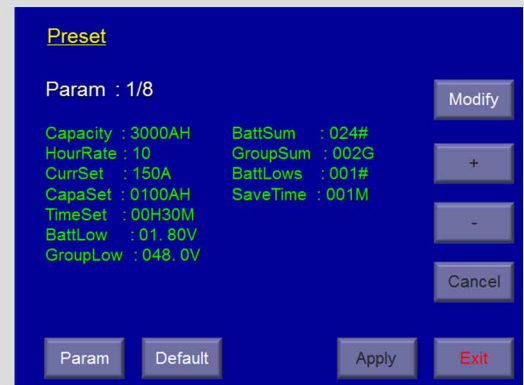 Preset
Param : 1/8
Capacity : 3000AH
HourRate : 10
CurrSet : 150A
CapaSet : 0100AH
TimeSet : 00H30M
BattLow : 01. 80V
GroupLow : 048. 0V
BattSum : 024#
GroupSum : 002G
BattLows : 001#
SaveTime : 001M
Modify
+
-
Cancel
Param
Default
Apply
Exit